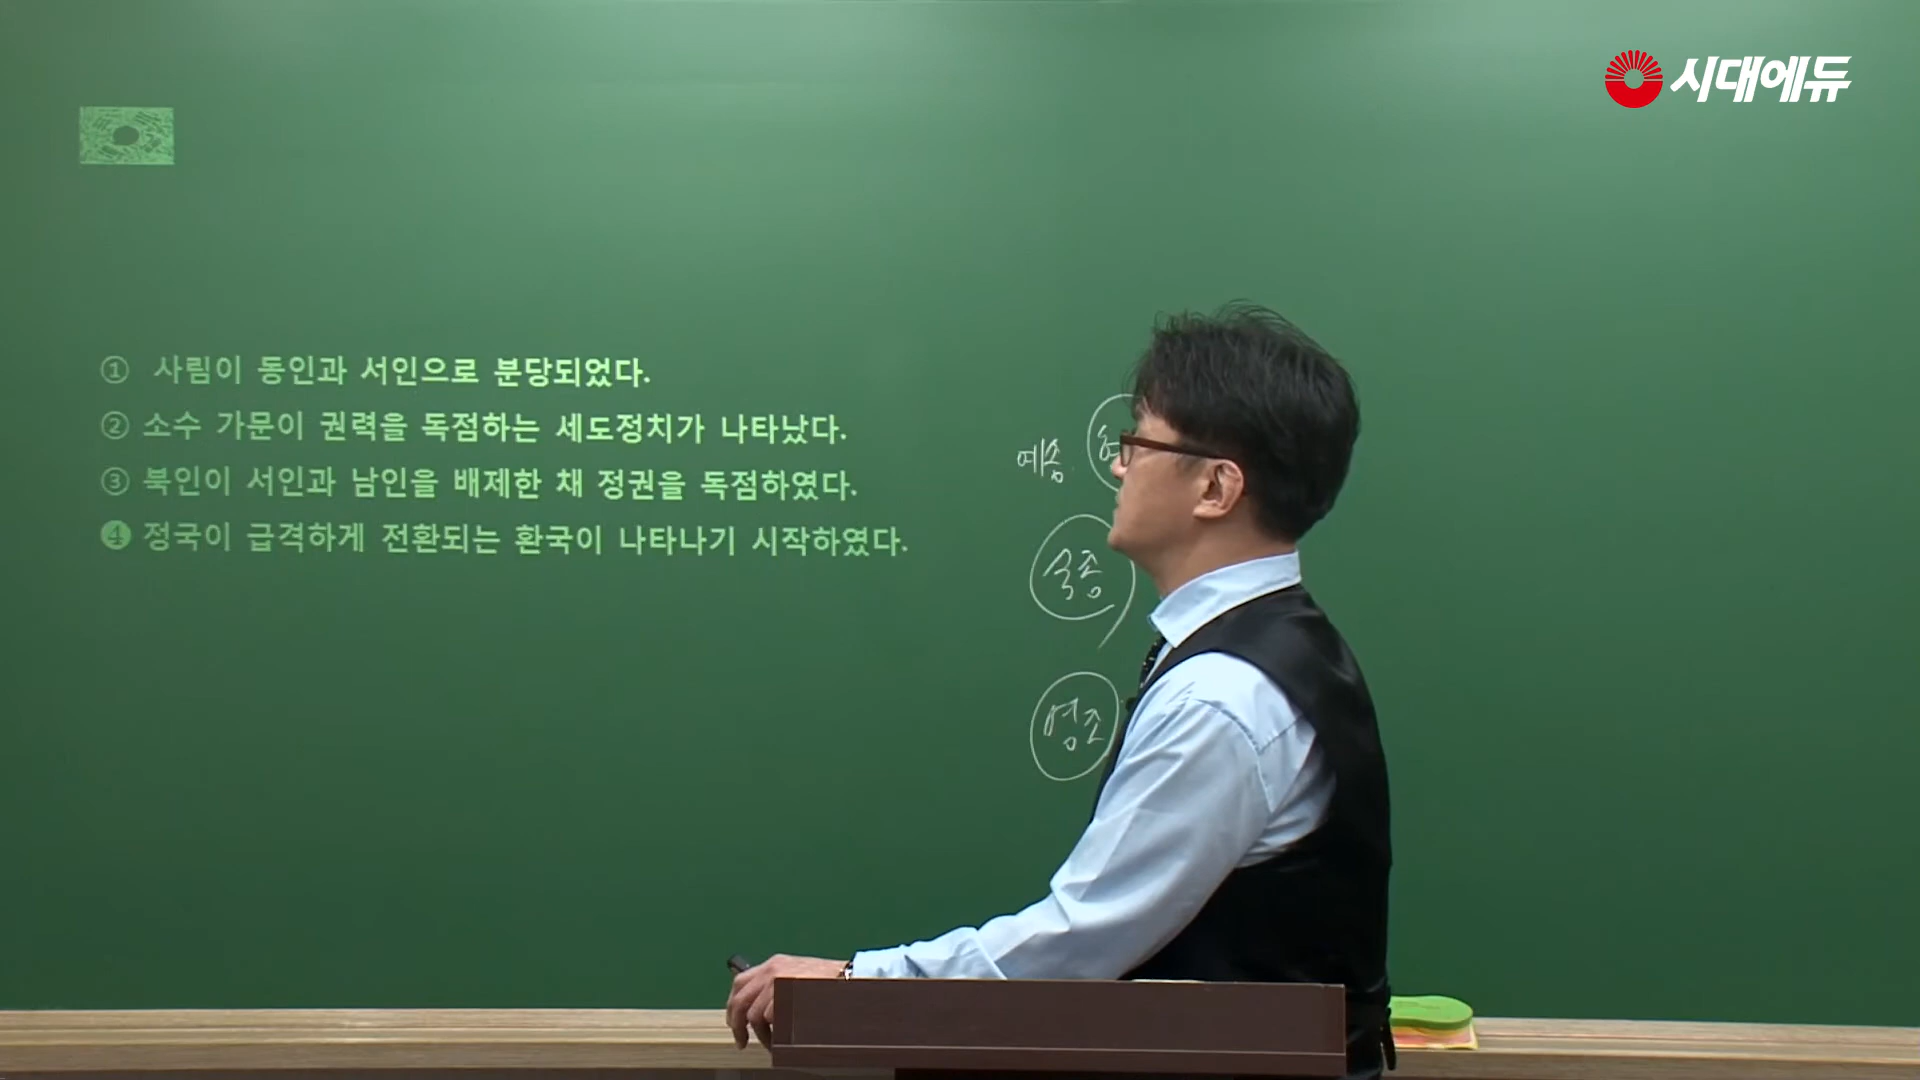 시대에듀
① 사림이 동인과 서인으로 분당되었다.
② 소수 가문이 권력을 독점하는 세도정치가 나타났다.
③ 북인이 서인과 남인을 배제한 채 정권을 독점하였다.
④ 정국이 급격하게 전환되는 환국이 나타나기 시작하였다.
예송
숙종
영조